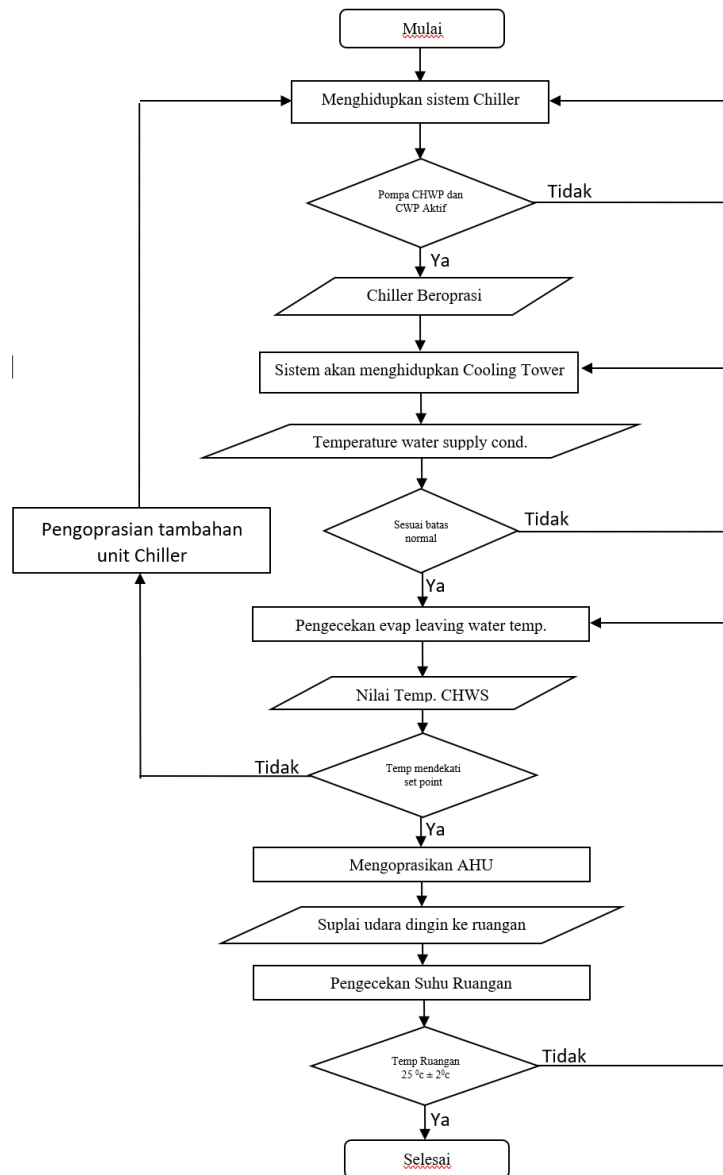 Mulai
Menghidupkan sistem Chiller
Pompa CHWP dan
CWP Aktif
Tidak
Ya
Chiller Beroprasi
Sistem akan menghidupkan Cooling Tower
Temperature water supply cond.
Sesuai batas
normal
Tidak
Ya
Pengoprasian tambahan
unit Chiller
Pengecekan evap leaving water temp.
Nilai Temp. CHWS
Temp mendekati
set point
Tidak
Ya
Mengoprasikan AHU
Suplai udara dingin ke ruangan
Pengecekan Suhu Ruangan
Temp Ruangan
25 ⁰c ± 2⁰c
Tidak
Ya
Selesai